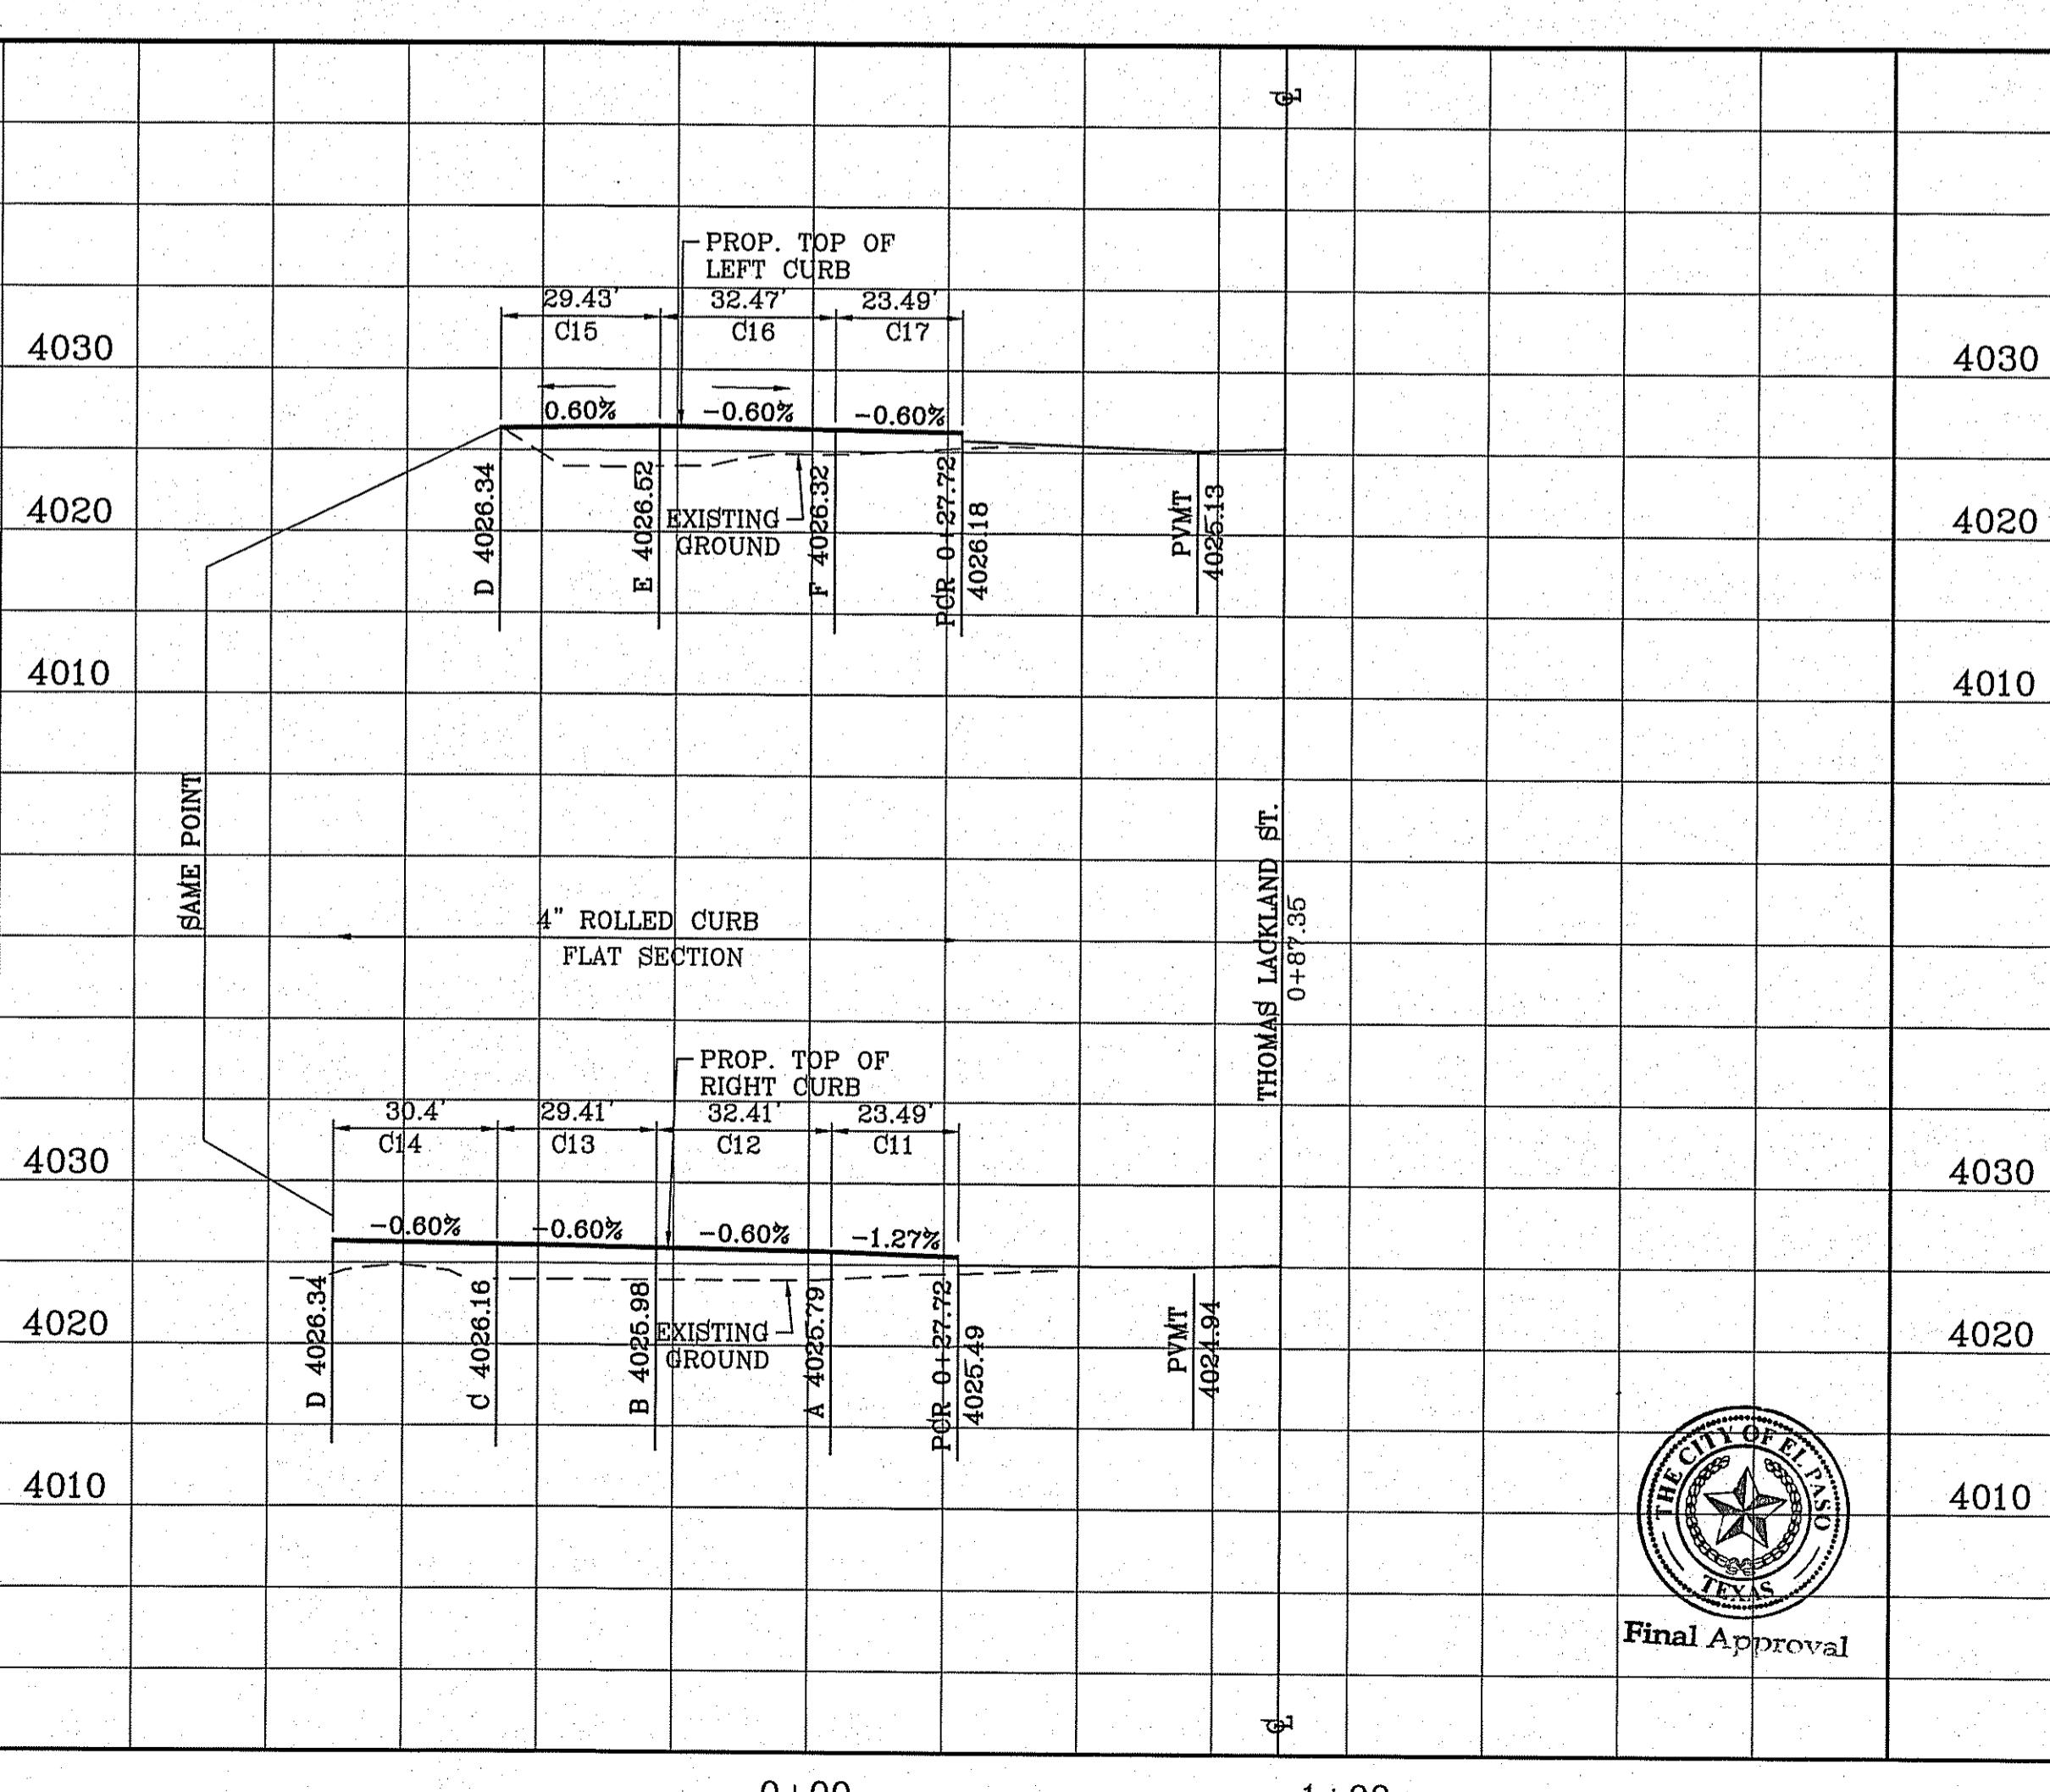 PROP. TOP OF
LEFT CURB
29.43' 32.47' 23.49'
C15 C16 C17
4030 4030
0.60% -0.60% -0.60%
4020 4020
D 4026.34
E 4026.52
EXISTING
GROUND
F 4026.32
PCR 0+27.72
4026.18
PVMT
4025.13
4010 4010
SAME POINT
4" ROLLED CURB
FLAT SECTION
THOMAS LACKLAND ST.
0+87.35
PROP. TOP OF
RIGHT CURB
30.4' 29.41' 32.41' 23.49'
C14 C13 C12 C11
4030 4030
-0.60% -0.60% -0.60% -1.27%
4020 4020
D 4026.34
C 4026.16
B 4025.98
EXISTING
GROUND
A 4025.79
PCR 0+27.72
4025.49
PVMT
4024.94
4010 4010
THE CITY OF EL PASO
TEXAS
Final Approval
0+00 1+00